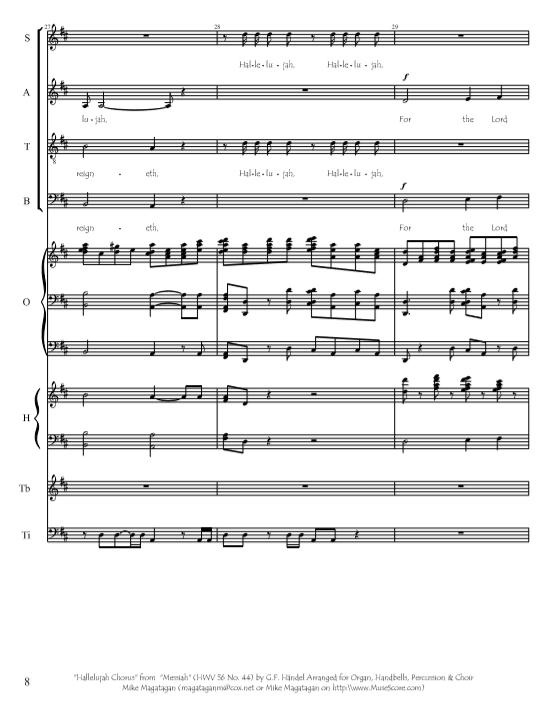 27 28 29
S
Hal•le•lu • jah, Hal•le•lu • jah,
f
A
lu • jah, For the Lord
T
8
reign • eth, Hal•le•lu • jah, Hal•le•lu • jah,
f
B
reign • eth, For the Lord
O
H
Tb
Ti
8
"Hallelujah Chorus" from "Messiah" (HWV 56 No. 44) by G.F. Händel Arranged for Organ, Handbells, Percussion & Choir
Mike Magatagan (magataganm@cox.net or Mike Magatagan on http:\\www.MuseScore.com)